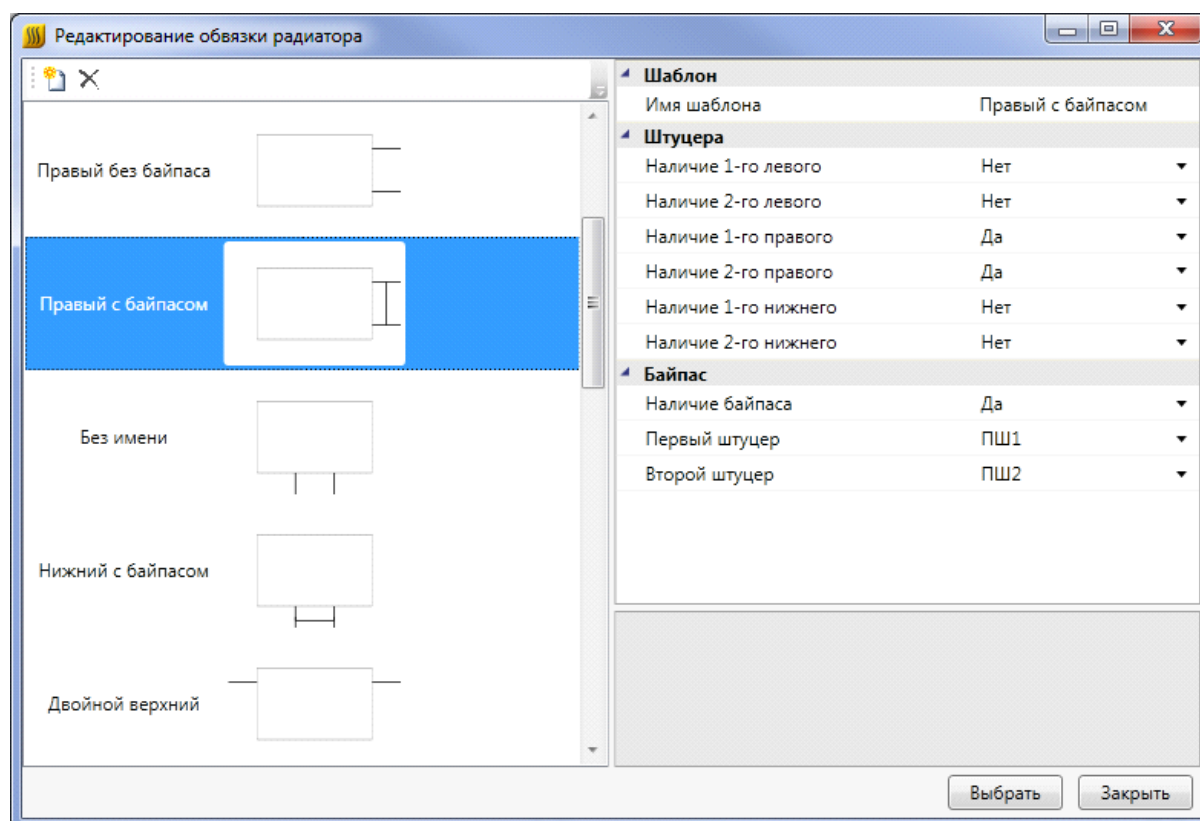 Редактирование обвязки радиатора
Правый без байпаса
Правый с байпасом
Без имени
Нижний с байпасом
Двойной верхний
Шаблон
Имя шаблона Правый с байпасом
Штуцера
Наличие 1-го левого Нет
Наличие 2-го левого Нет
Наличие 1-го правого Да
Наличие 2-го правого Да
Наличие 1-го нижнего Нет
Наличие 2-го нижнего Нет
Байпас
Наличие байпаса Да
Первый штуцер ПШ1
Второй штуцер ПШ2
Выбрать Закрыть